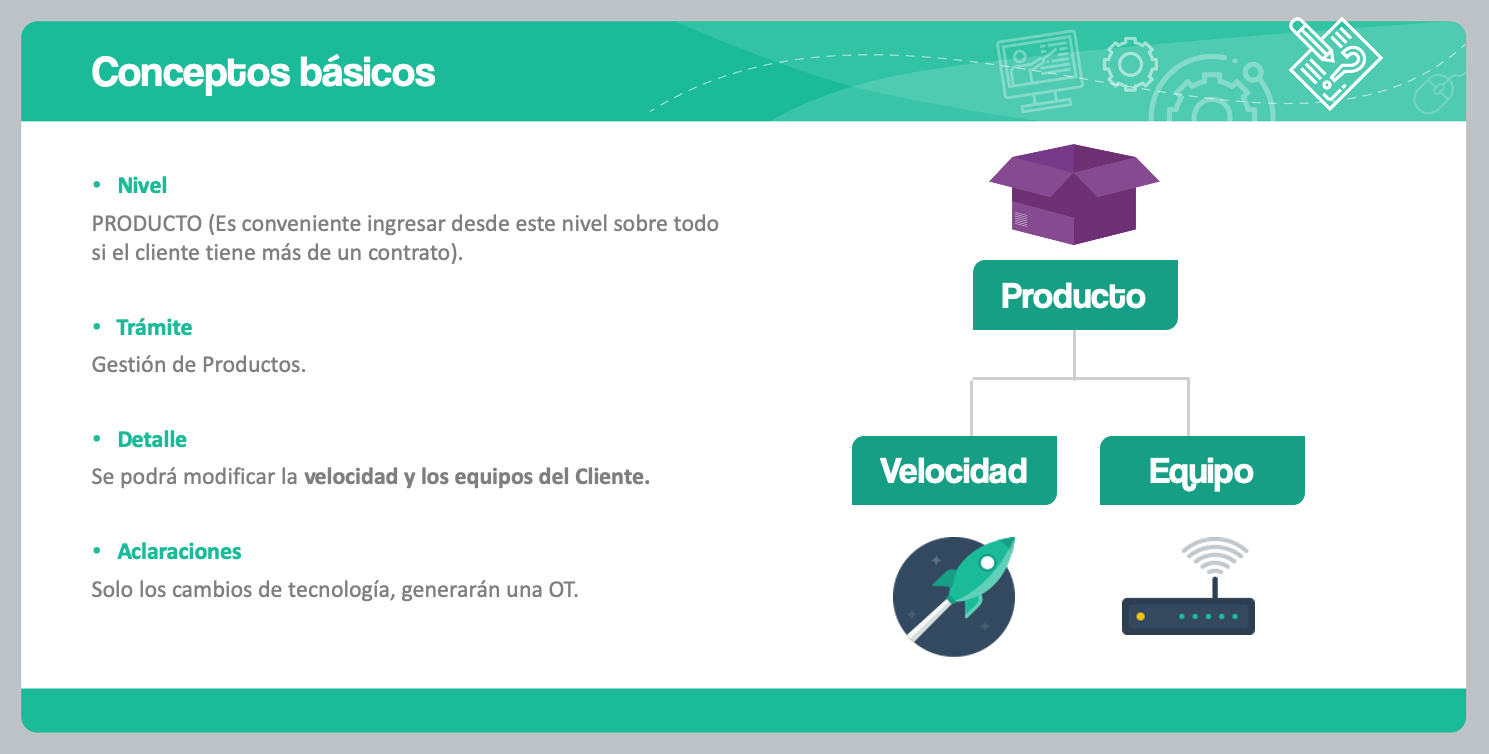 Conceptos básicos
• Nivel
PRODUCTO (Es conveniente ingresar desde este nivel sobre todo
si el cliente tiene más de un contrato).
• Trámite
Gestión de Productos.
• Detalle
Se podrá modificar la velocidad y los equipos del Cliente.
• Aclaraciones
Solo los cambios de tecnología, generarán una OT.
Producto
Velocidad
Equipo